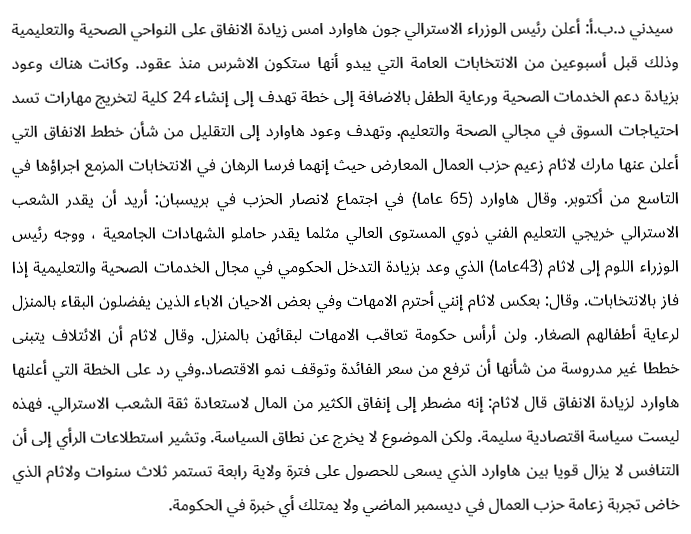 سيدني د.ب.أ: أعلن رئيس الوزراء الاسترالي جون هاوارد امس زيادة الانفاق على النواحي الصحية والتعليمية
وذلك قبل أسبوعين من الانتخابات العامة التي يبدو أنها ستكون الاشرس منذ عقود. وكانت هناك وعود
بزيادة دعم الخدمات الصحية ورعاية الطفل بالاضافة إلى خطة تهدف إلى إنشاء 24 كلية لتخريج مهارات تسد
احتياجات السوق في مجالي الصحة والتعليم. وتهدف وعود هاوارد إلى التقليل من شأن خطط الانفاق التي
أعلن عنها مارك لاثام زعيم حزب العمال المعارض حيث إنهما فرسا الرهان في الانتخابات المزمع اجراؤها في
التاسع من أكتوبر. وقال هاوارد (65 عاما) في اجتماع لانصار الحزب في بريسبان: أريد أن يقدر الشعب
الاسترالي خريجي التعليم الفني ذوي المستوى العالي مثلما يقدر حاملو الشهادات الجامعية ، ووجه رئيس
الوزراء اللوم إلى لاثام (43عاما) الذي وعد بزيادة التدخل الحكومي في مجال الخدمات الصحية والتعليمية إذا
فاز بالانتخابات. وقال: بعكس لاثام إنني أحترم الامهات وفي بعض الاحيان الاباء الذين يفضلون البقاء بالمنزل
لرعاية أطفالهم الصغار. ولن أرأس حكومة تعاقب الامهات لبقائهن بالمنزل. وقال لاثام أن الائتلاف يتبنى
خططا غير مدروسة من شأنها أن ترفع من سعر الفائدة وتوقف نمو الاقتصاد.وفي رد على الخطة التي أعلنها
هاوارد لزيادة الانفاق قال لاثام: إنه مضطر إلى إنفاق الكثير من المال لاستعادة ثقة الشعب الاسترالي. فهذه
ليست سياسة اقتصادية سليمة. ولكن الموضوع لا يخرج عن نطاق السياسة. وتشير استطلاعات الرأي إلى أن
التنافس لا يزال قويا بين هاوارد الذي يسعى للحصول على فترة ولاية رابعة تستمر ثلاث سنوات ولاثام الذي
خاض تجربة زعامة حزب العمال في ديسمبر الماضي ولا يمتلك أي خبرة في الحكومة.